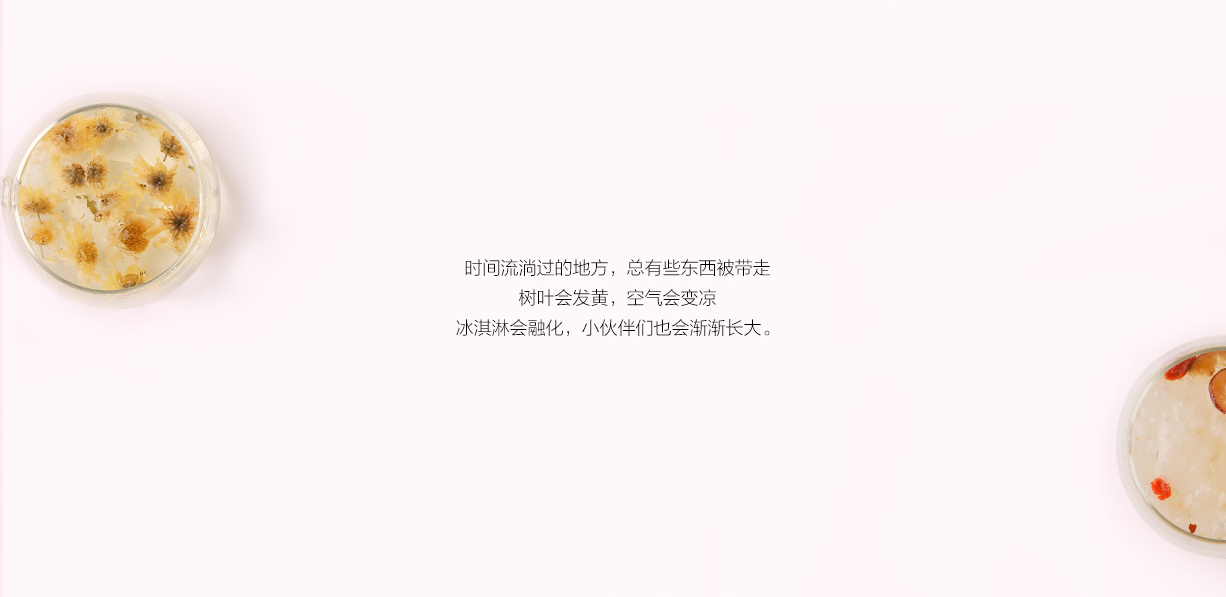 时间流淌过的地方，总有些东西被带走
树叶会发黄，空气会变凉
冰淇淋会融化，小伙伴们也会渐渐长大。